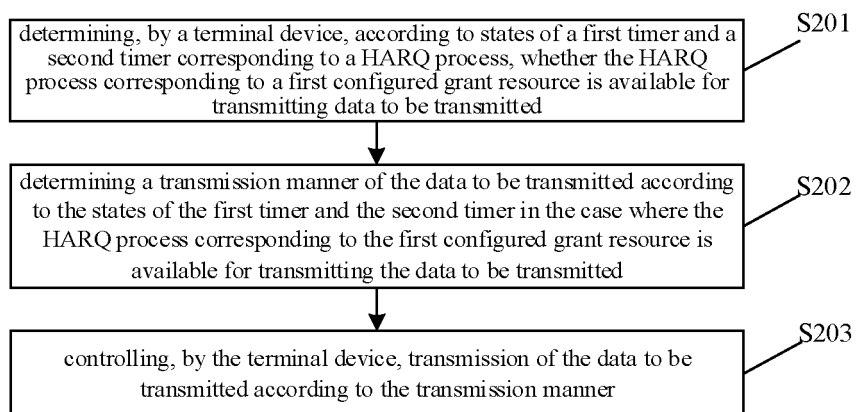 determining, by a terminal device, according to states of a first timer and a
second timer corresponding to a HARQ process, whether the HARQ
process corresponding to a first configured grant resource is available for
transmitting data to be transmitted
S201
determining a transmission manner of the data to be transmitted according
to the states of the first timer and the second timer in the case where the
HARQ process corresponding to the first configured grant resource is
available for transmitting the data to be transmitted
S202
controlling, by the terminal device, transmission of the data to be
transmitted according to the transmission manner
S203